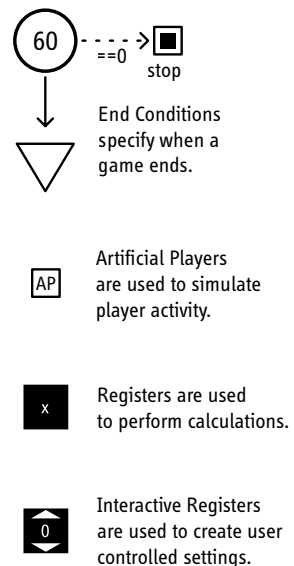 60
==0
stop
End Conditions
specify when a
game ends.
AP
Artificial Players
are used to simulate
player activity.
x
Registers are used
to perform calculations.
0
Interactive Registers
are used to create user
controlled settings.